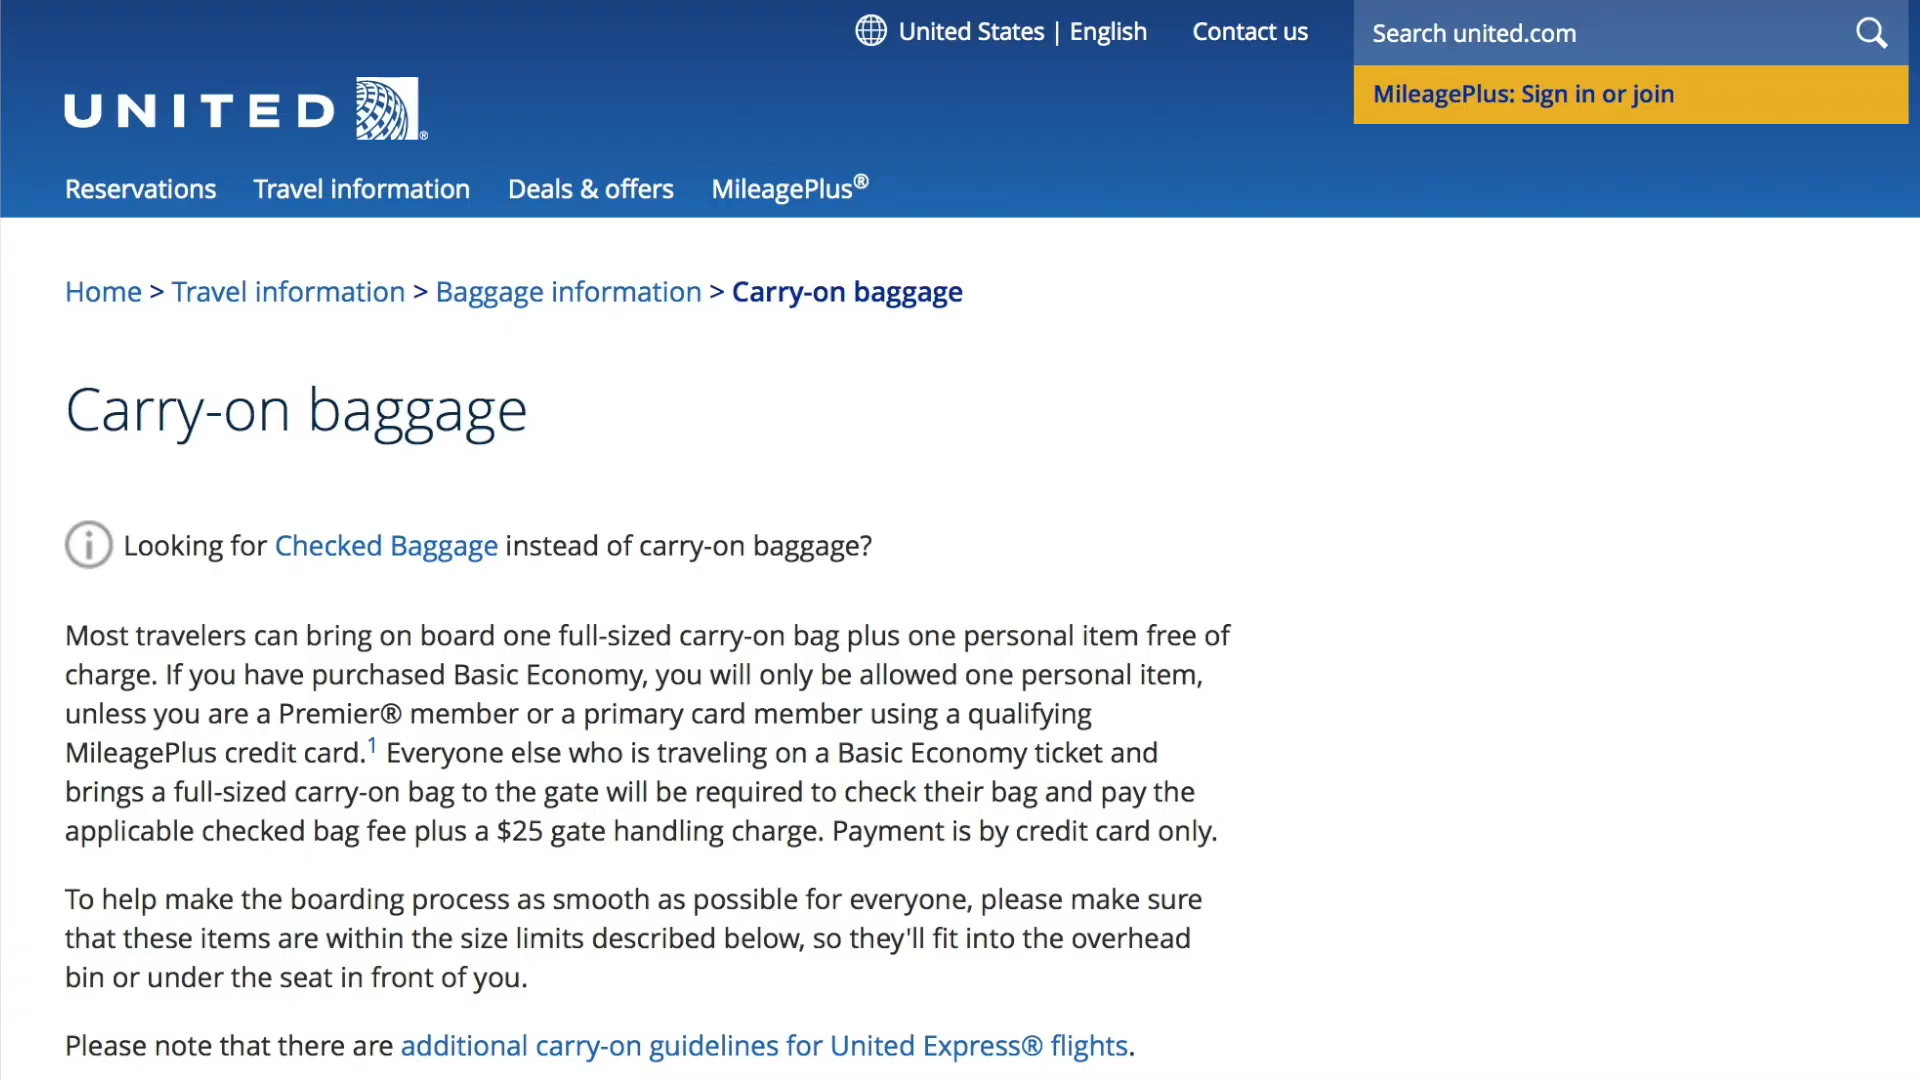 United States | English
Contact us
Search united.com
MileagePlus: Sign in or join
UNITED ®
Reservations
Travel information
Deals & offers
MileagePlus®
Home > Travel information > Baggage information > Carry-on baggage
Carry-on baggage
Looking for Checked Baggage instead of carry-on baggage?
Most travelers can bring on board one full-sized carry-on bag plus one personal item free of
charge. If you have purchased Basic Economy, you will only be allowed one personal item,
unless you are a Premier® member or a primary card member using a qualifying
MileagePlus credit card.1 Everyone else who is traveling on a Basic Economy ticket and
brings a full-sized carry-on bag to the gate will be required to check their bag and pay the
applicable checked bag fee plus a $25 gate handling charge. Payment is by credit card only.
To help make the boarding process as smooth as possible for everyone, please make sure
that these items are within the size limits described below, so they'll fit into the overhead
bin or under the seat in front of you.
Please note that there are additional carry-on guidelines for United Express® flights.